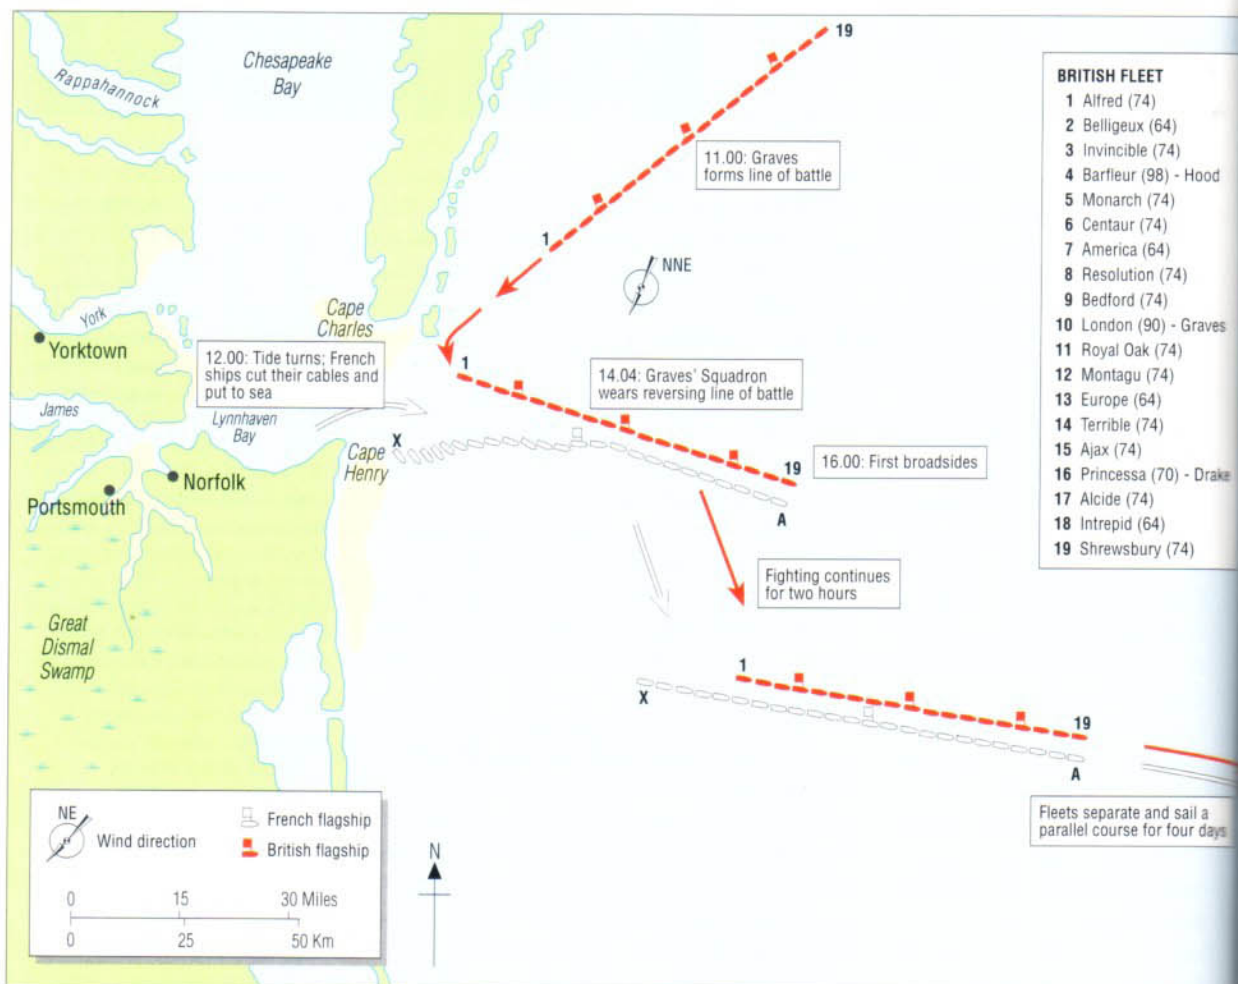 Chesapeake
Bay
Rappahannock
19
11.00: Graves
forms line of battle
1
NNE
Cape
Charles
York
Yorktown
12.00: Tide turns; French
ships cut their cables and
put to sea
1
14.04: Graves' Squadron
wears reversing line of battle
James
Lynnhaven
Bay
X
Cape
Henry
19
16.00: First broadsides
A
Norfolk
Portsmouth
Fighting continues
for two hours
Great
Dismal
Swamp
1
X
19
A
Fleets separate and sail a
parallel course for four days
BRITISH FLEET
1 Alfred (74)
2 Belligeux (64)
3 Invincible (74)
4 Barfleur (98) - Hood
5 Monarch (74)
6 Centaur (74)
7 America (64)
8 Resolution (74)
9 Bedford (74)
10 London (90) - Graves
11 Royal Oak (74)
12 Montagu (74)
13 Europe (64)
14 Terrible (74)
15 Ajax (74)
16 Princessa (70) - Drake
17 Alcide (74)
18 Intrepid (64)
19 Shrewsbury (74)
NE
Wind direction
French flagship
British flagship
0 15 30 Miles
0 25 50 Km
N